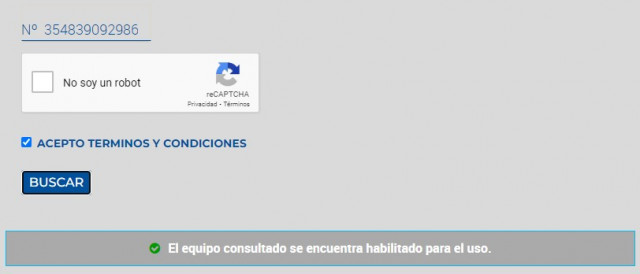 Nº 354839092986
No soy un robot
reCAPTCHA
Privacidad - Términos
ACEPTO TERMINOS Y CONDICIONES
BUSCAR
El equipo consultado se encuentra habilitado para el uso.